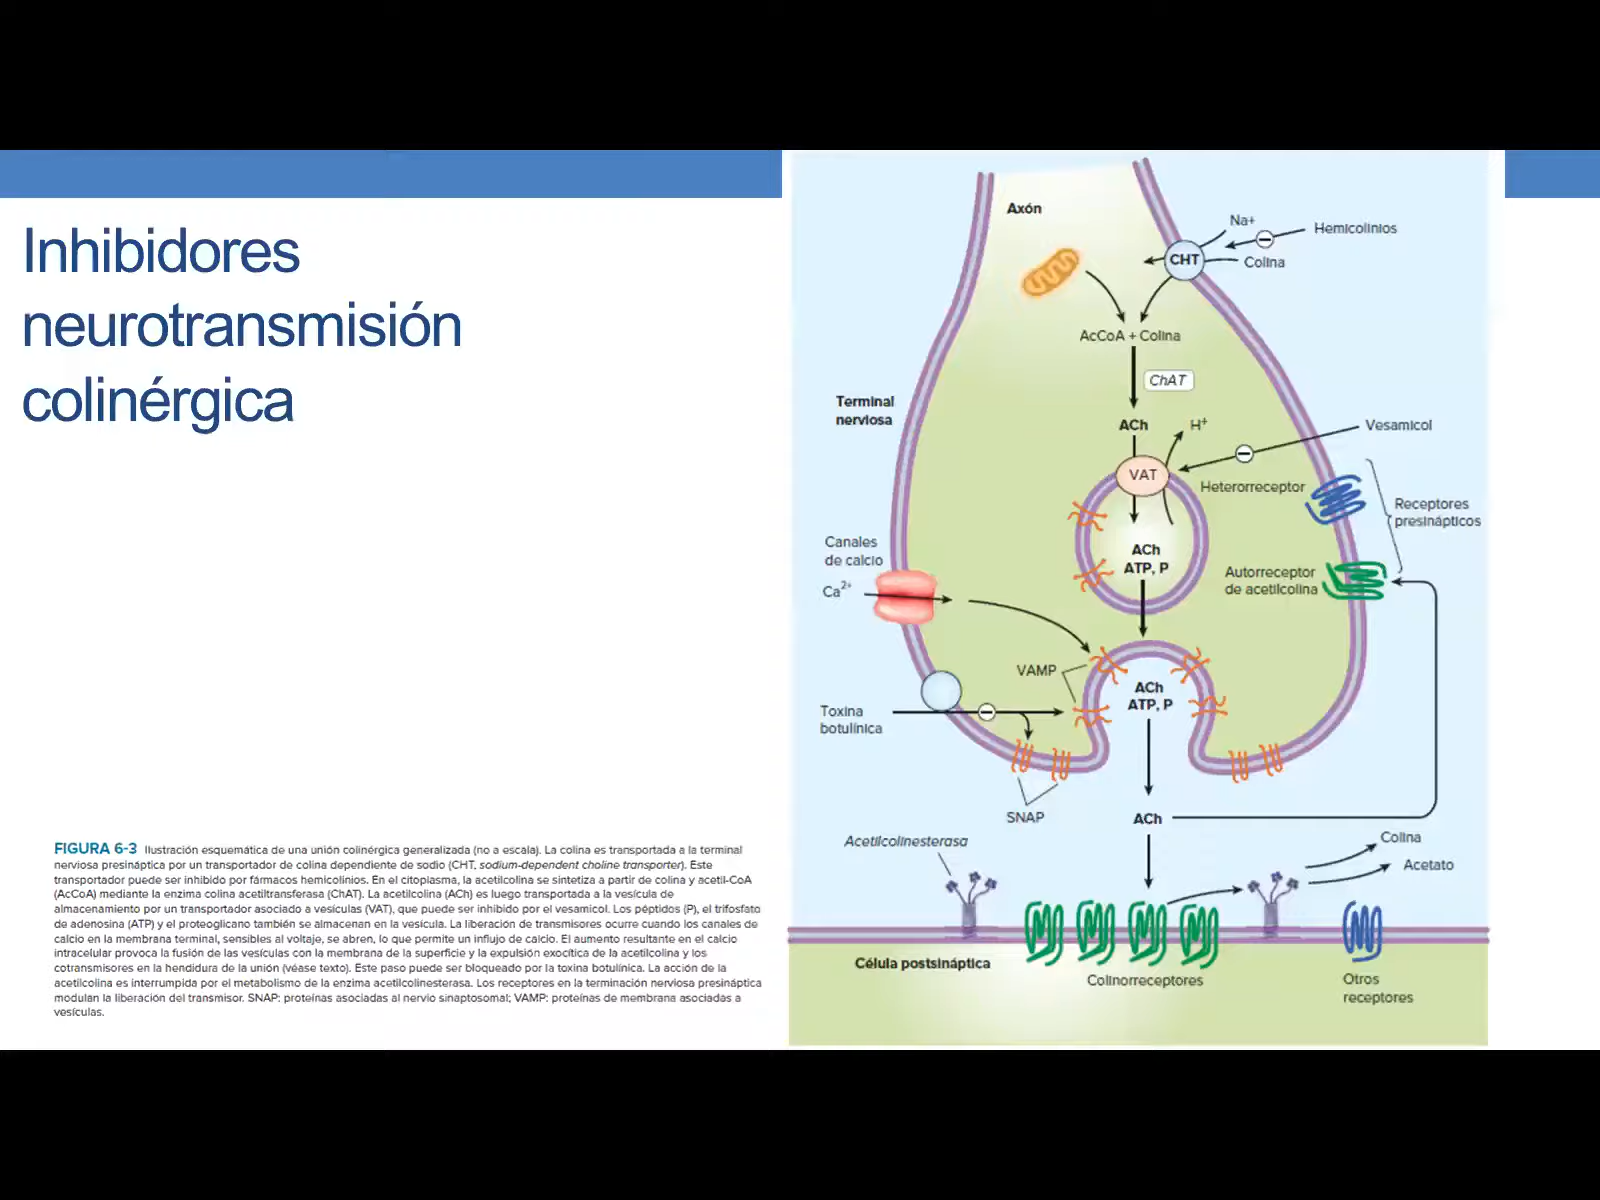 Inhibidores
neurotransmisión
colinérgica
FIGURA 6-3 Ilustración esquemática de una unión colinérgica generalizada (no a escala). La colina es transportada a la terminal
nerviosa presináptica por un transportador de colina dependiente de sodio (CHT, sodium-dependent choline transporter). Este
transportador puede ser inhibido por fármacos hemicolinios. En el citoplasma, la acetilcolina se sintetiza a partir de colina y acetil-CoA
(AcCoA) mediante la enzima colina acetiltransferasa (ChAT). La acetilcolina (ACh) es luego transportada a la vesícula de
almacenamiento por un transportador asociado a vesículas (VAT), que puede ser inhibido por el vesamicol. Los péptidos (P), el trifosfato
de adenosina (ATP) y el proteoglicano también se almacenan en la vesícula. La liberación de transmisores ocurre cuando los canales de
calcio en la membrana terminal, sensibles al voltaje, se abren, lo que permite un influjo de calcio. El aumento resultante en el calcio
intracelular provoca la fusión de las vesículas con la membrana de la superficie y la expulsión exocítica de la acetilcolina y los
cotransmisores en la hendidura de la unión (véase texto). Este paso puede ser bloqueado por la toxina botulínica. La acción de la
acetilcolina es interrumpida por el metabolismo de la enzima acetilcolinesterasa. Los receptores en la terminación nerviosa presináptica
modulan la liberación del transmisor. SNAP: proteínas asociadas al nervio sinaptosomal; VAMP: proteínas de membrana asociadas a
vesículas.
Axón
Na+
Hemicolinios
CHT
Colina
AcCoA + Colina
ChAT
Terminal
nerviosa
ACh
H+
Vesamicol
VAT
Heterorreceptor
Receptores
presinápticos
Canales
de calcio
Ca2+
ACh
ATP, P
Autorreceptor
de acetilcolina
VAMP
ACh
ATP, P
Toxina
botulínica
SNAP
ACh
Acetilcolinesterasa
Colina
Acetato
Célula postsináptica
Colinorreceptores
Otros
receptores